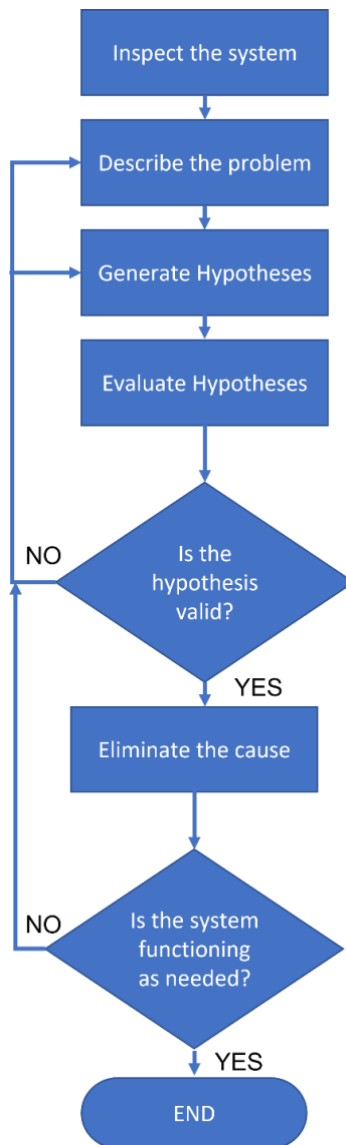 Inspect the system
Describe the problem
Generate Hypotheses
Evaluate Hypotheses
NO
Is the
hypothesis
valid?
YES
Eliminate the cause
NO
Is the system
functioning
as needed?
YES
END